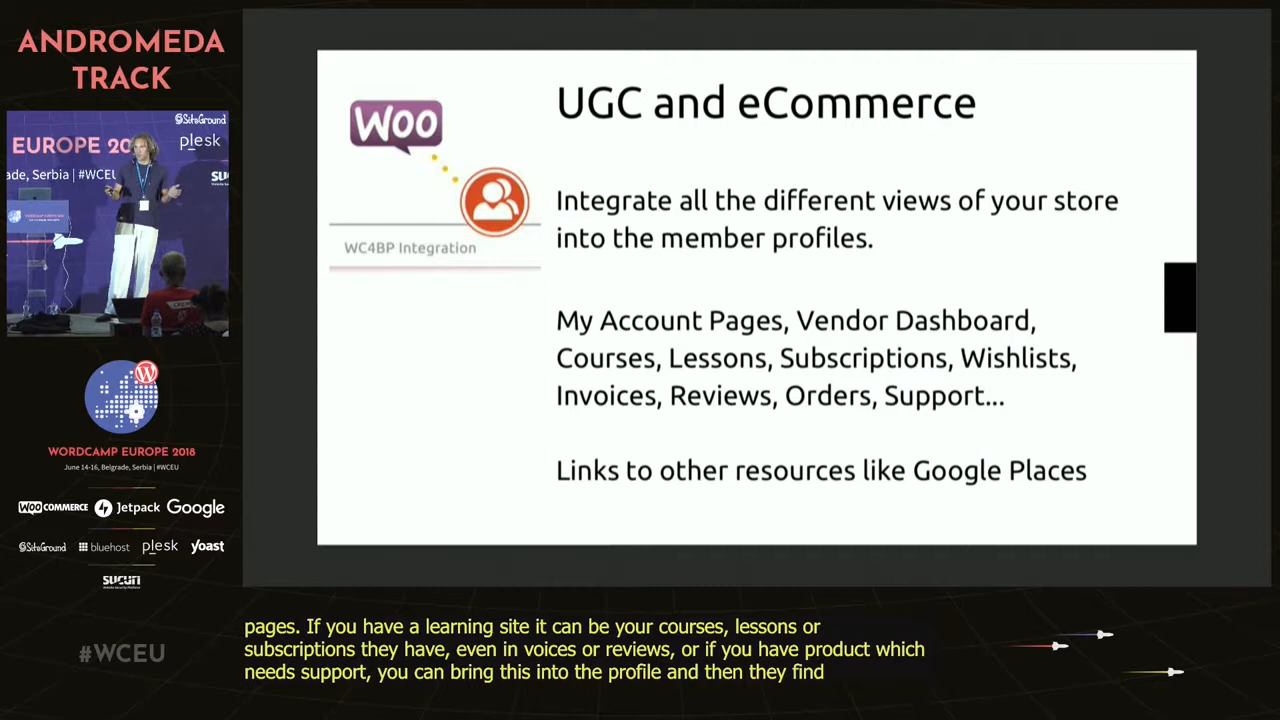 ANDROMEDA
TRACK
@SiteGround
EUROPE 20
plesk
ade, Serbia | #WCEU
SU
WORDCAMP EUROPE 2018
June 14-16, Belgrade, Serbia | #WCEU
WOO COMMERCE
Jetpack
Google
SiteGround
bluehost
plesk
yoast
SUCURI
#WCEU
Woo
WC4BP Integration
UGC and eCommerce
Integrate all the different views of your store
into the member profiles.
My Account Pages, Vendor Dashboard,
Courses, Lessons, Subscriptions, Wishlists,
Invoices, Reviews, Orders, Support...
Links to other resources like Google Places
pages. If you have a learning site it can be your courses, lessons or
subscriptions they have, even in voices or reviews, or if you have product which
needs support, you can bring this into the profile and then they find